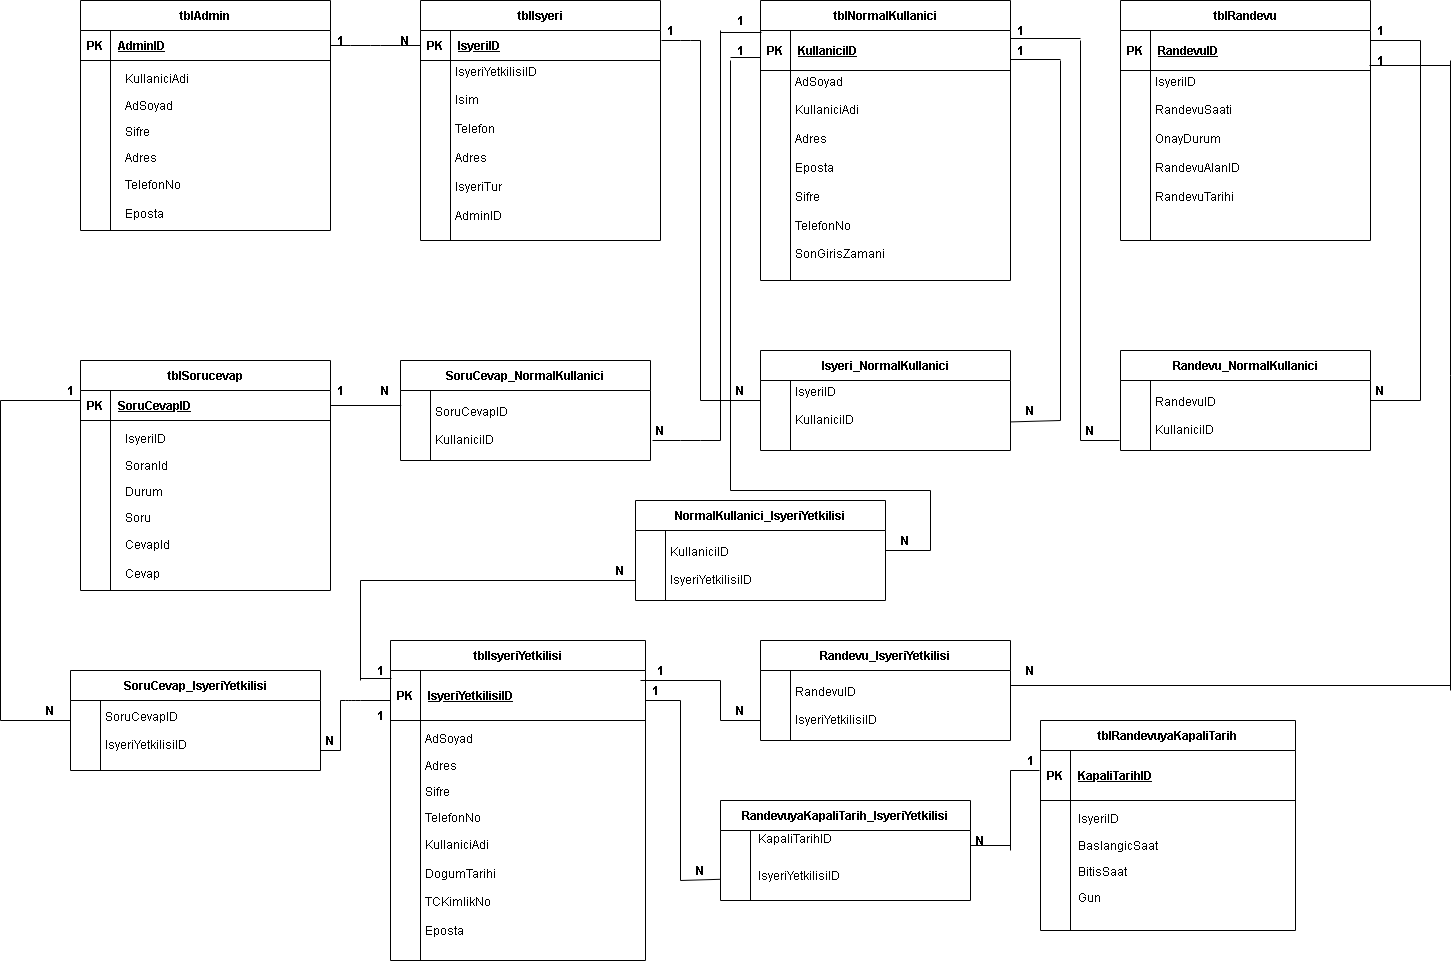 tblAdmin
PK AdminID
KullaniciAdi
AdSoyad
Sifre
Adres
TelefonNo
Eposta
1
N
tblIsyeri
PK IsyeriID
IsyeriYetkilisiID
Isim
Telefon
Adres
IsyeriTur
AdminID
1
1
1
tblNormalKullanici
PK KullaniciID
AdSoyad
KullaniciAdi
Adres
Eposta
Sifre
TelefonNo
SonGirisZamani
1
1
tblRandevu
PK RandevuID
IsyeriID
RandevuSaati
OnayDurum
RandevuAlanID
RandevuTarihi
1
1
1
tblSorucevap
PK SoruCevapID
IsyeriID
SoranId
Durum
Soru
CevapId
Cevap
1
N
SoruCevap_NormalKullanici
SoruCevapID
KullaniciID
N
N
Isyeri_NormalKullanici
IsyeriID
KullaniciID
N
N
Randevu_NormalKullanici
RandevuID
KullaniciID
N
NormalKullanici_IsyeriYetkilisi
KullaniciID
IsyeriYetkilisiID
N
N
SoruCevap_IsyeriYetkilisi
SoruCevapID
IsyeriYetkilisiID
N
N
1
1
tblIsyeriYetkilisi
PK IsyeriYetkilisiID
AdSoyad
Adres
Sifre
TelefonNo
KullaniciAdi
DogumTarihi
TCKimlikNo
Eposta
1
1
N
Randevu_IsyeriYetkilisi
RandevuID
IsyeriYetkilisiID
N
N
RandevuyaKapaliTarih_IsyeriYetkilisi
KapaliTarihID
IsyeriYetkilisiID
N
1
tblRandevuyaKapaliTarih
PK KapaliTarihID
IsyeriID
BaslangicSaat
BitisSaat
Gun